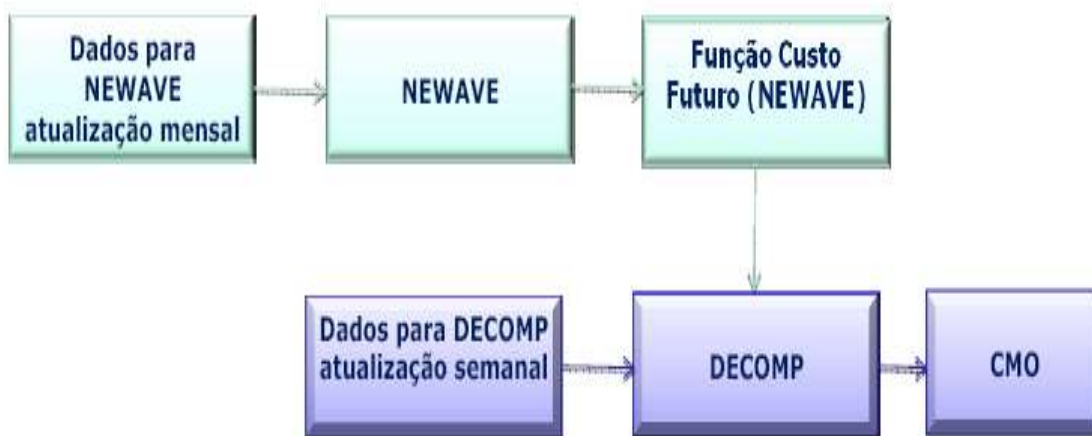 Dados para
NEWAVE
atualização mensal
NEWAVE
Função Custo
Futuro (NEWAVE)
Dados para DECOMP
atualização semanal
DECOMP
CMO